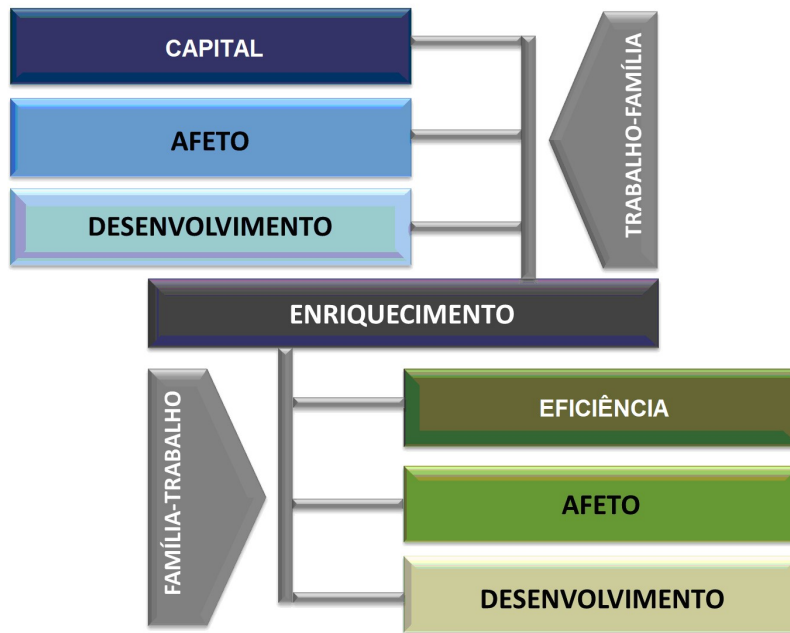 CAPITAL
AFETO
DESENVOLVIMENTO
TRABALHO-FAMÍLIA
ENRIQUECIMENTO
FAMÍLIA-TRABALHO
EFICIÊNCIA
AFETO
DESENVOLVIMENTO